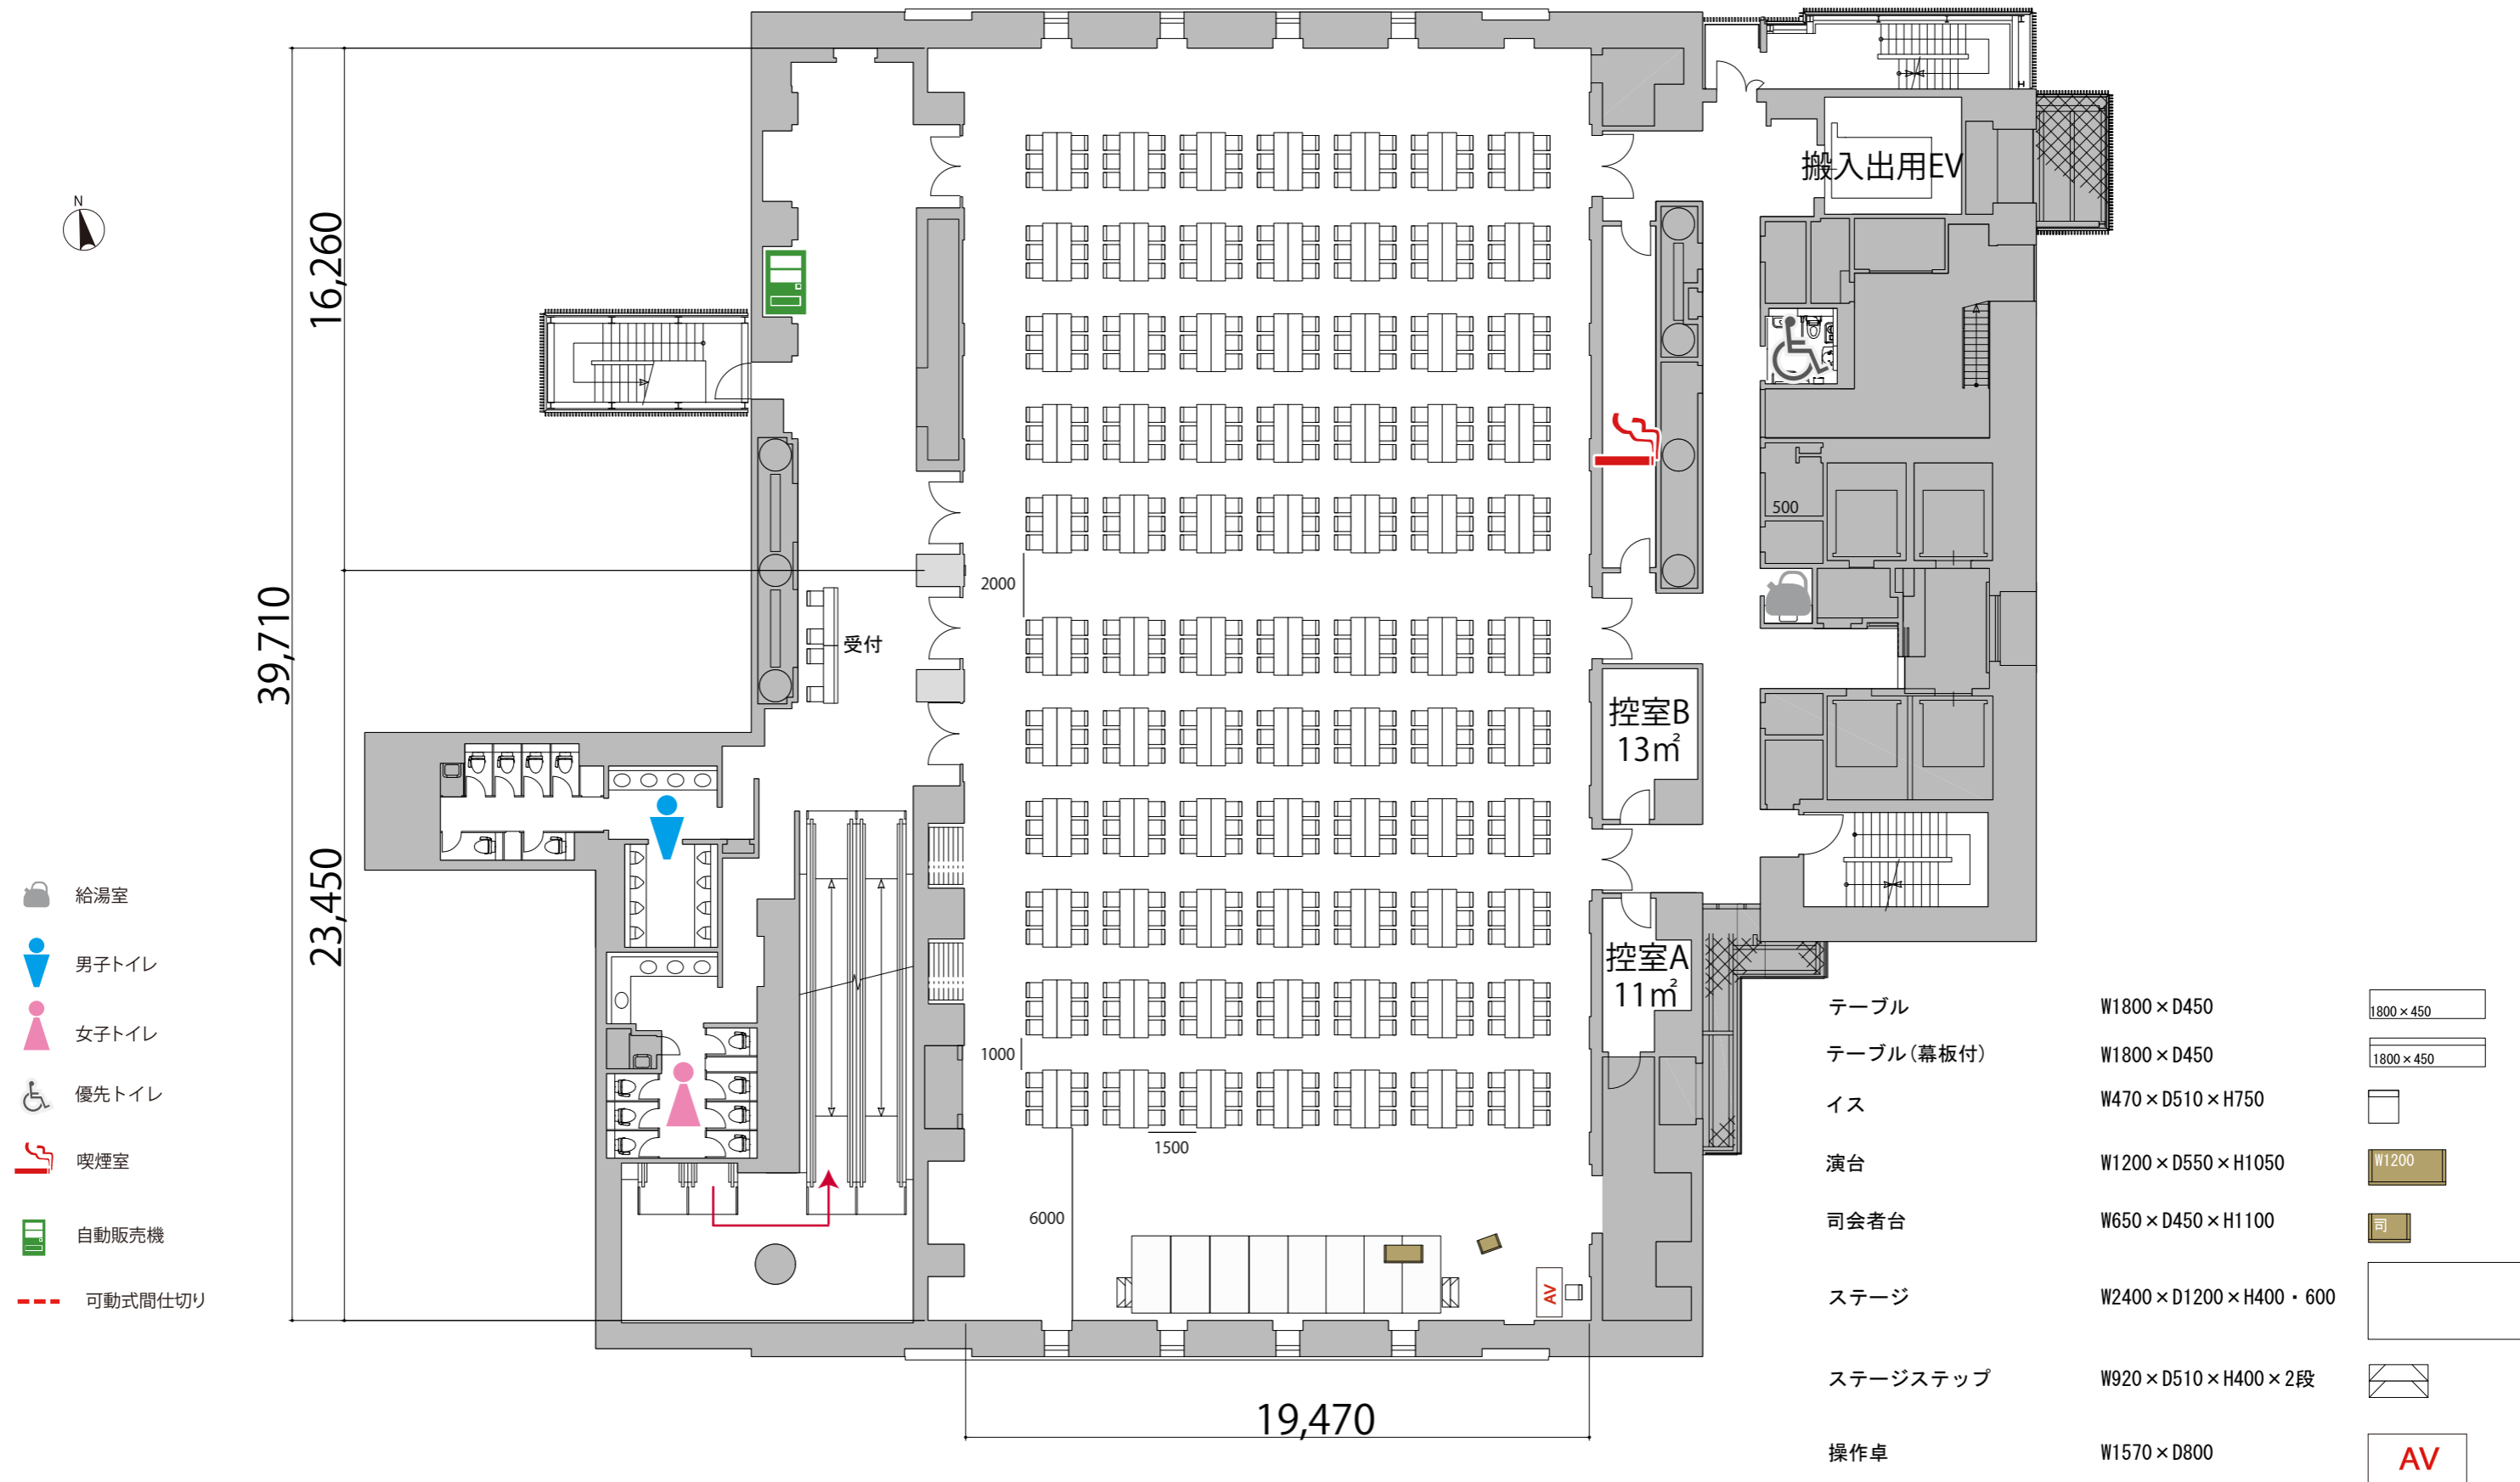 N
搬入出用EV
16,260
500
2000
39,710
受付
控室B
13㎡
23,450
給湯室
男子トイレ
女子トイレ
優先トイレ
喫煙室
自動販売機
可動式間仕切り
控室A
11㎡
1000
1500
6000
AV
19,470
テーブル W1800×D450 1800×450
テーブル(幕板付) W1800×D450 1800×450
イス W470×D510×H750
演台 W1200×D550×H1050 W1200
司会者台 W650×D450×H1100 司
ステージ W2400×D1200×H400・600
ステージステップ W920×D510×H400×2段
操作卓 W1570×D800 AV